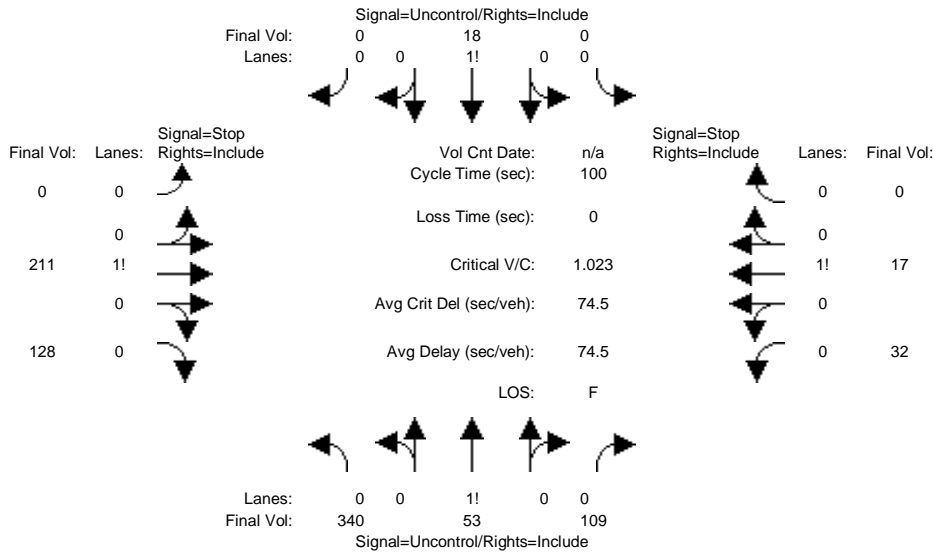 Signal=Uncontrol/Rights=Include
Final Vol: 0 18 0
Lanes: 0 0 1! 0 0
Signal=Stop Signal=Stop
Final Vol: Lanes: Rights=Include Vol Cnt Date: n/a Rights=Include Lanes: Final Vol:
Cycle Time (sec): 100
0 0 0 0
Loss Time (sec): 0
0 0
211 1! Critical V/C: 1.023 1! 17
0 Avg Crit Del (sec/veh): 74.5 0
128 0 Avg Delay (sec/veh): 74.5 0 32
LOS: F
Lanes: 0 0 1! 0 0
Final Vol: 340 53 109
Signal=Uncontrol/Rights=Include